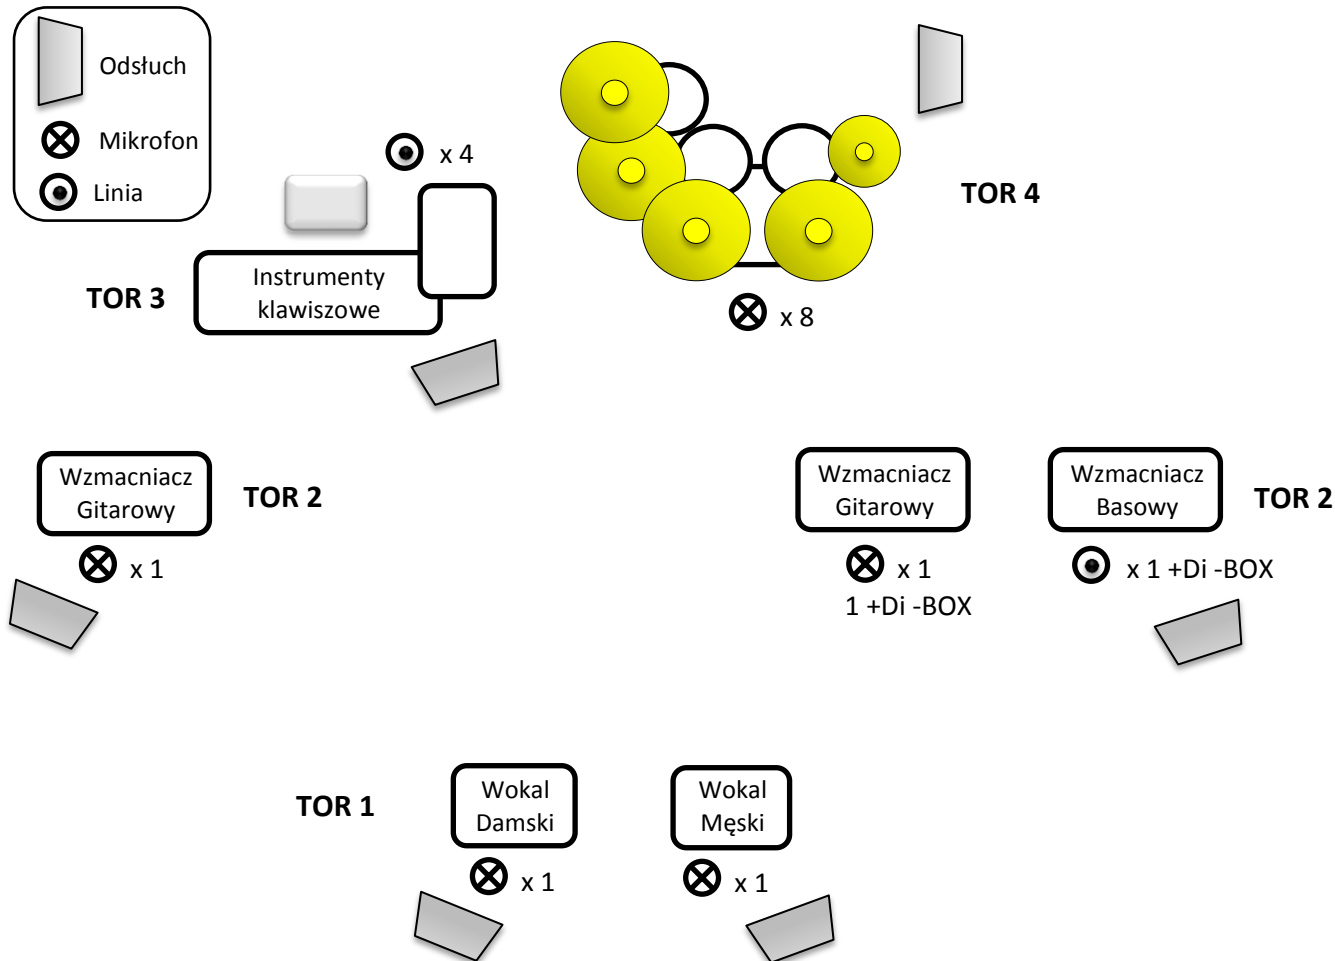 Odsłuch
Mikrofon
Linia
x 4
TOR 4
TOR 3
Instrumenty
klawiszowe
x 8
Wzmacniacz
Gitarowy
TOR 2
x 1
Wzmacniacz
Gitarowy
x 1
1 +Di -BOX
Wzmacniacz
Basowy
TOR 2
x 1 +Di -BOX
TOR 1
Wokal
Damski
x 1
Wokal
Męski
x 1